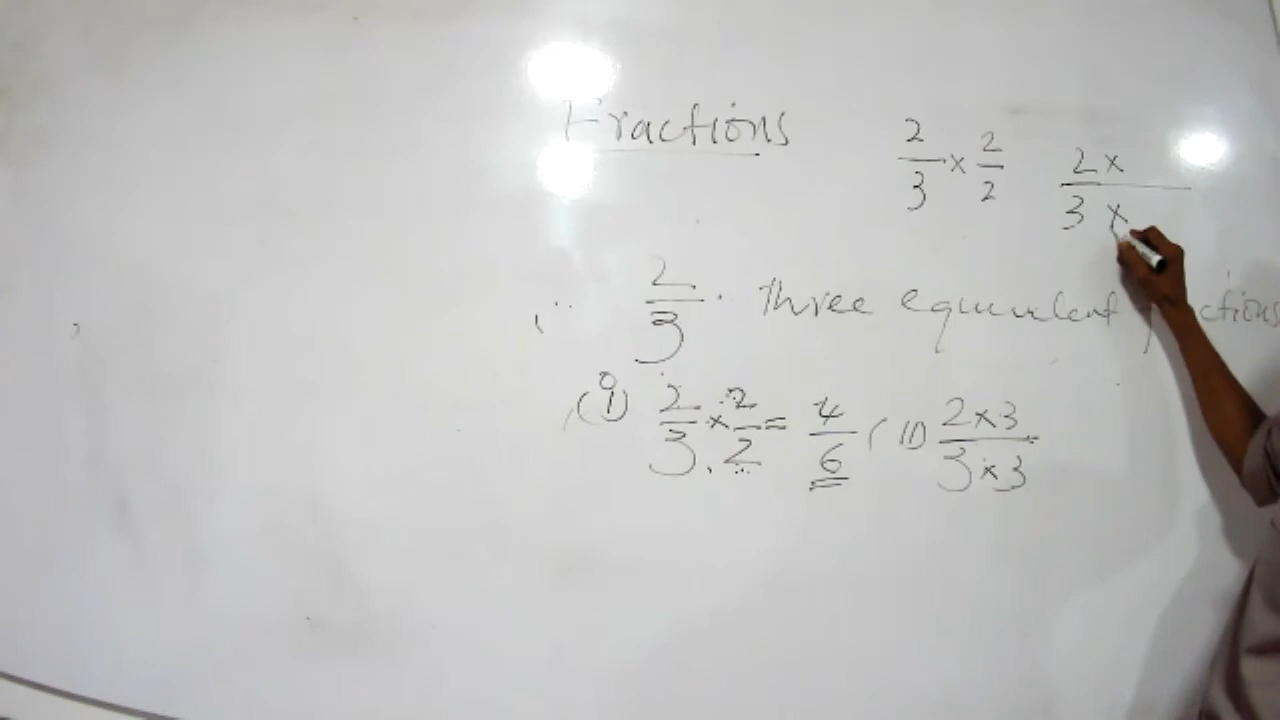 Fractions
2/3 × 2/2
2 ×/3 ×
2/3 . Three equivalent
(i) 2/3 × 2/2 = 4/6 (ii) 2×3/3×3